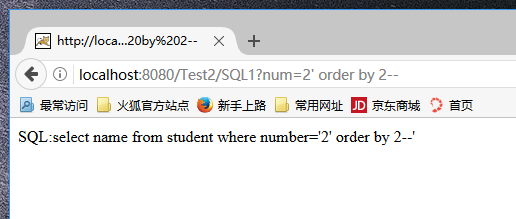 http://loca...20by%202--
localhost:8080/Test2/SQL1?num=2' order by 2--
最常访问 火狐官方站点 新手上路 常用网址 JD 京东商城 首页
SQL:select name from student where number='2' order by 2--'